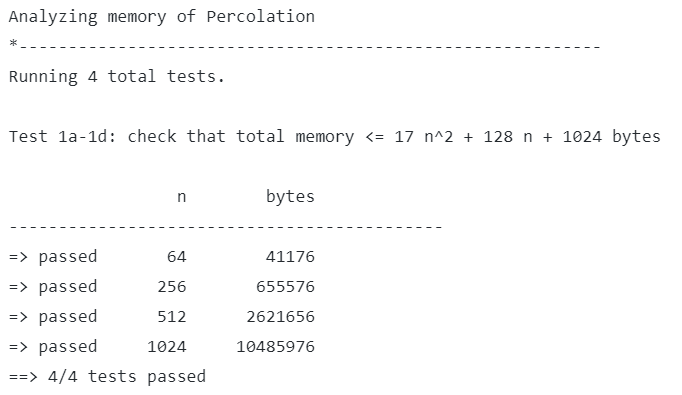 Analyzing memory of Percolation
*-----------------------------------------------------------
Running 4 total tests.

Test 1a-1d: check that total memory <= 17 n^2 + 128 n + 1024 bytes

                 n        bytes
--------------------------------------------
=> passed       64        41176
=> passed      256       655576
=> passed      512      2621656
=> passed     1024     10485976
==> 4/4 tests passed